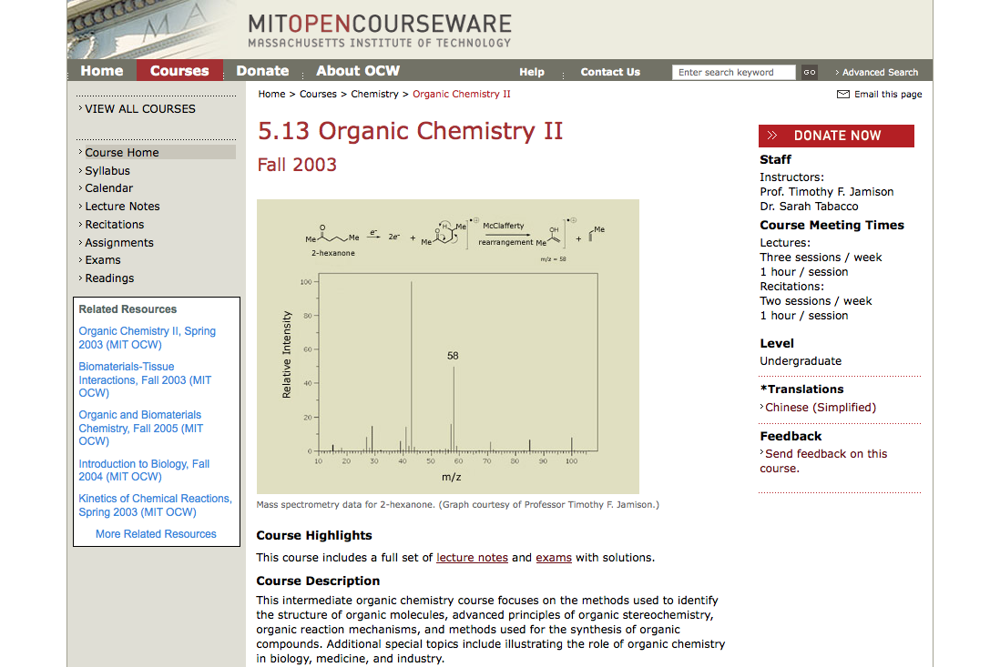 MITOPENCOURSEWARE
MASSACHUSETTS INSTITUTE OF TECHNOLOGY
Home Courses Donate About OCW Help Contact Us Enter search keyword GO Advanced Search
Home > Courses > Chemistry > Organic Chemistry II
Email this page
VIEW ALL COURSES
Course Home
Syllabus
Calendar
Lecture Notes
Recitations
Assignments
Exams
Readings
Related Resources
Organic Chemistry II, Spring
2003 (MIT OCW)
Biomaterials-Tissue
Interactions, Fall 2003 (MIT
OCW)
Organic and Biomaterials
Chemistry, Fall 2005 (MIT
OCW)
Introduction to Biology, Fall
2004 (MIT OCW)
Kinetics of Chemical Reactions,
Spring 2003 (MIT OCW)
More Related Resources
5.13 Organic Chemistry II
Fall 2003
O
Me Me
2-hexanone
e-
2e- +
H Me
O
Me
McClafferty
rearrangement
OH
Me
m/z = 58
+ Me
Relative Intensity
100
80
60
40
20
0
58
10 20 30 40 50 60 70 80 90 100
m/z
Mass spectrometry data for 2-hexanone. (Graph courtesy of Professor Timothy F. Jamison.)
Course Highlights
This course includes a full set of lecture notes and exams with solutions.
Course Description
This intermediate organic chemistry course focuses on the methods used to identify
the structure of organic molecules, advanced principles of organic stereochemistry,
organic reaction mechanisms, and methods used for the synthesis of organic
compounds. Additional special topics include illustrating the role of organic chemistry
in biology, medicine, and industry.
DONATE NOW
Staff
Instructors:
Prof. Timothy F. Jamison
Dr. Sarah Tabacco
Course Meeting Times
Lectures:
Three sessions / week
1 hour / session
Recitations:
Two sessions / week
1 hour / session
Level
Undergraduate
*Translations
Chinese (Simplified)
Feedback
Send feedback on this
course.